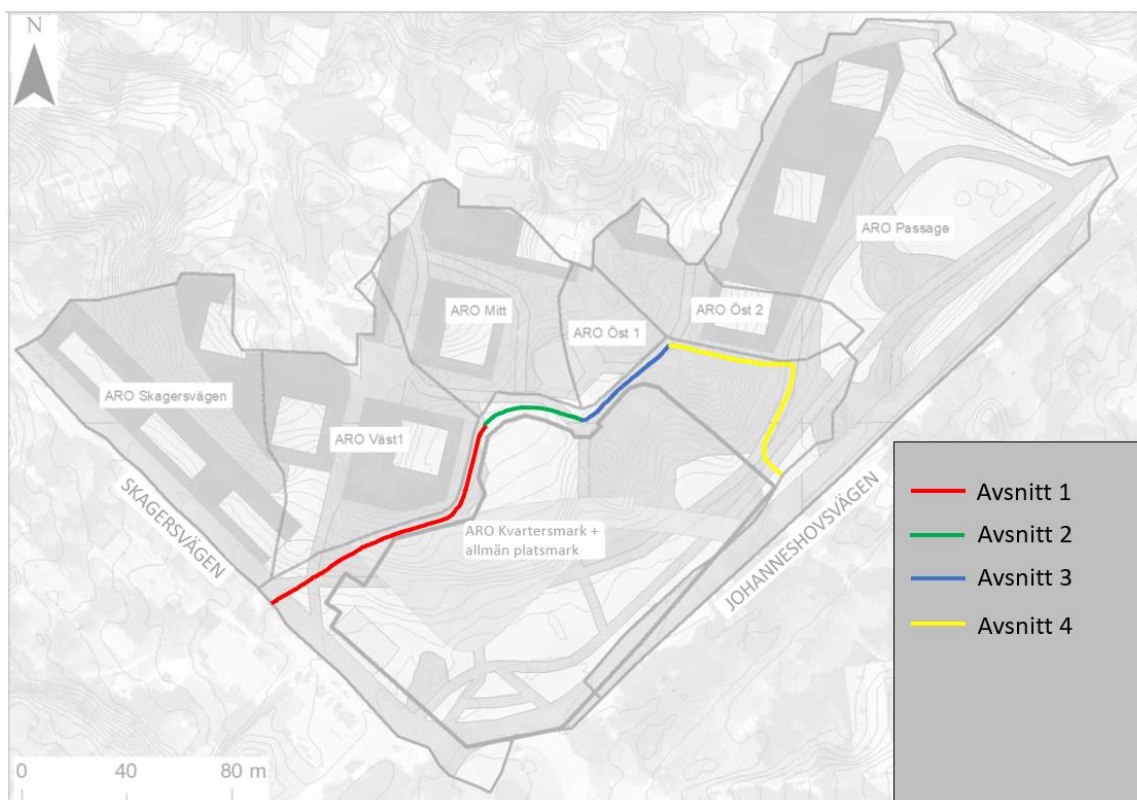 N
ARO Passage
ARO Mitt
ARO Öst 2
ARO Öst 1
ARO Skagersvägen
ARO Väst1
SKAGERSVÄGEN
ARO Kvartersmark +
allmän platsmark
JOHANNESHOVSVÄGEN
Avsnitt 1
Avsnitt 2
Avsnitt 3
Avsnitt 4
0 40 80 m